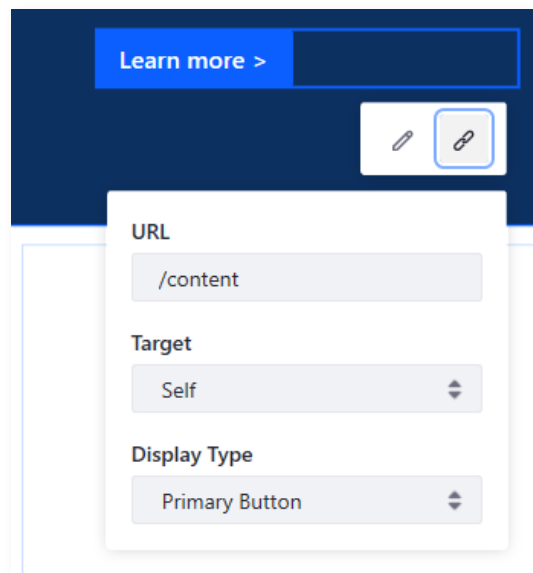 Learn more >
URL
/content
Target
Self
Display Type
Primary Button